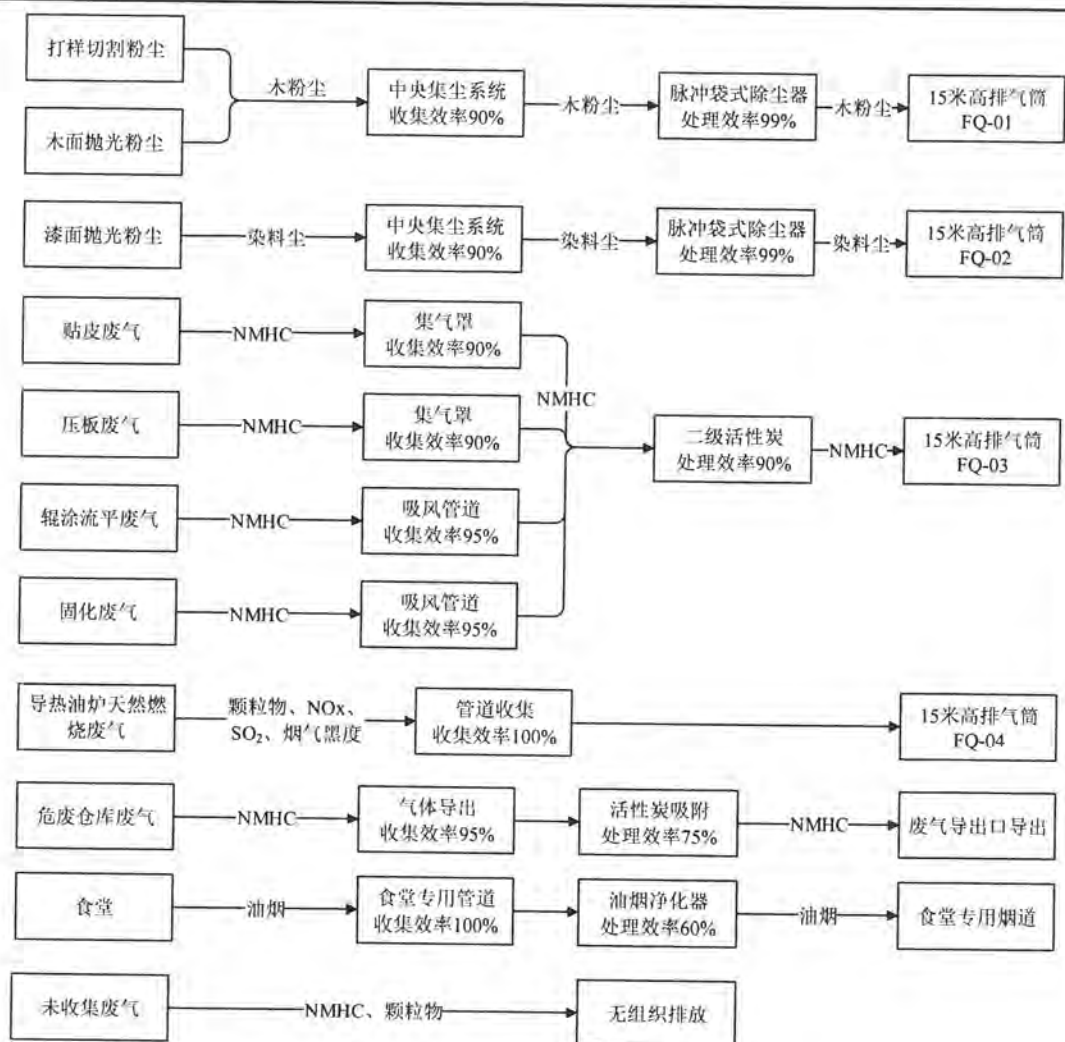 打样切割粉尘
木面抛光粉尘
木粉尘
中央集尘系统
收集效率90%
木粉尘
脉冲袋式除尘器
处理效率99%
木粉尘
15米高排气筒
FQ-01
漆面抛光粉尘
染料尘
中央集尘系统
收集效率90%
染料尘
脉冲袋式除尘器
处理效率99%
染料尘
15米高排气筒
FQ-02
贴皮废气
NMHC
集气罩
收集效率90%
压板废气
NMHC
集气罩
收集效率90%
辊涂流平废气
NMHC
吸风管道
收集效率95%
固化废气
NMHC
吸风管道
收集效率95%
NMHC
二级活性炭
处理效率90%
NMHC
15米高排气筒
FQ-03
导热油炉天然燃
烧废气
颗粒物、NOx、
SO₂、烟气黑度
管道收集
收集效率100%
15米高排气筒
FQ-04
危废仓库废气
NMHC
气体导出
收集效率95%
活性炭吸附
处理效率75%
NMHC
废气导出口导出
食堂
油烟
食堂专用管道
收集效率100%
油烟净化器
处理效率60%
油烟
食堂专用烟道
未收集废气
NMHC、颗粒物
无组织排放